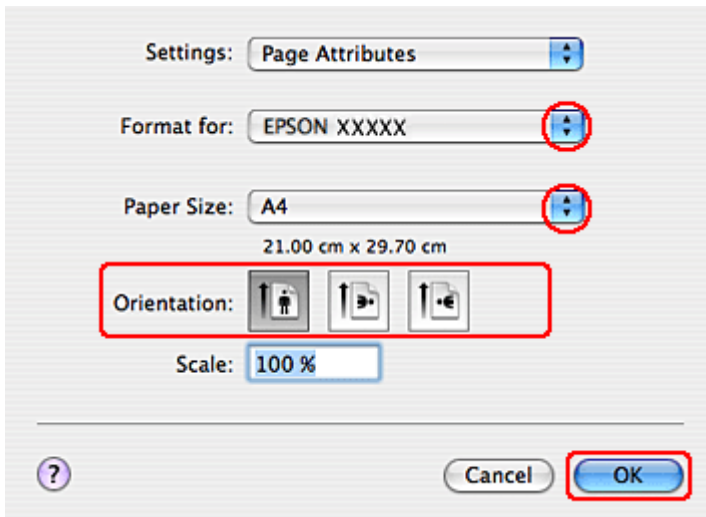 Settings: Page Attributes
Format for: EPSON XXXXX
Paper Size: A4
21.00 cm x 29.70 cm
Orientation:
Scale: 100 %
? Cancel OK